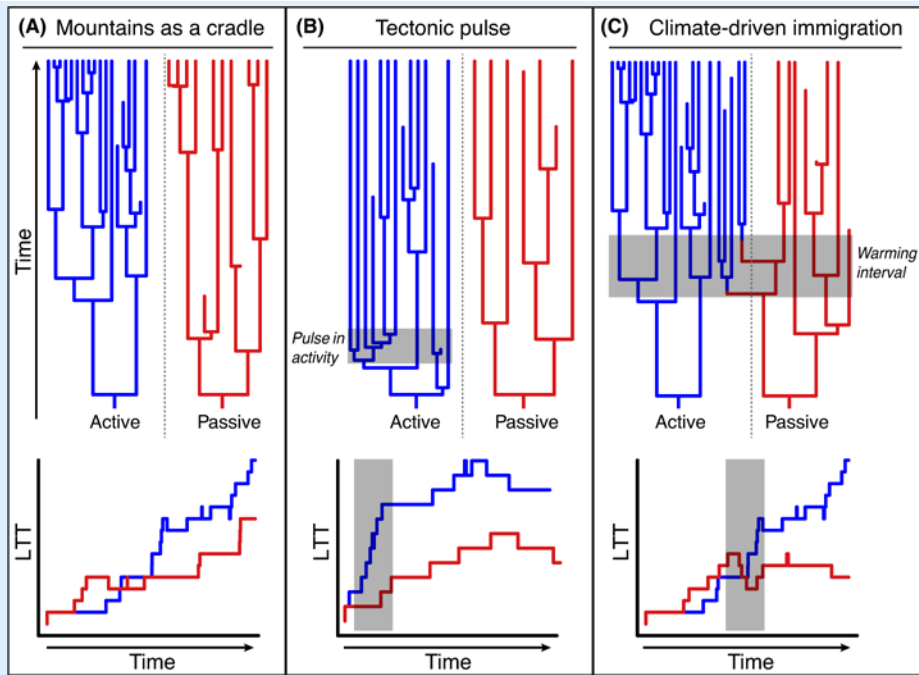 (A) Mountains as a cradle
Time
Active
Passive
LTT
Time
(B) Tectonic pulse
Pulse in
activity
Active
Passive
LTT
Time
(C) Climate-driven immigration
Warming
interval
Active
Passive
LTT
Time